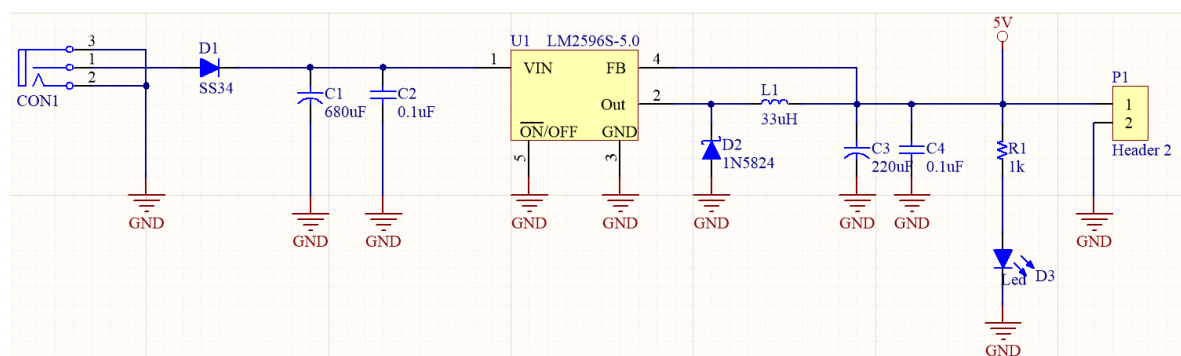 5V
U1 LM2596S-5.0
3
D1
1
1
VIN
FB
4
P1
2
L1
1
CON1
SS34
C1
C2
Out
2
2
680uF
0.1uF
33uH
ON/OFF
GND
D2
C3
C4
R1
Header 2
5
3
1N5824
220uF
0.1uF
1k
GND
GND
GND
GND
GND
GND
GND
GND
GND
GND
Led
D3
GND